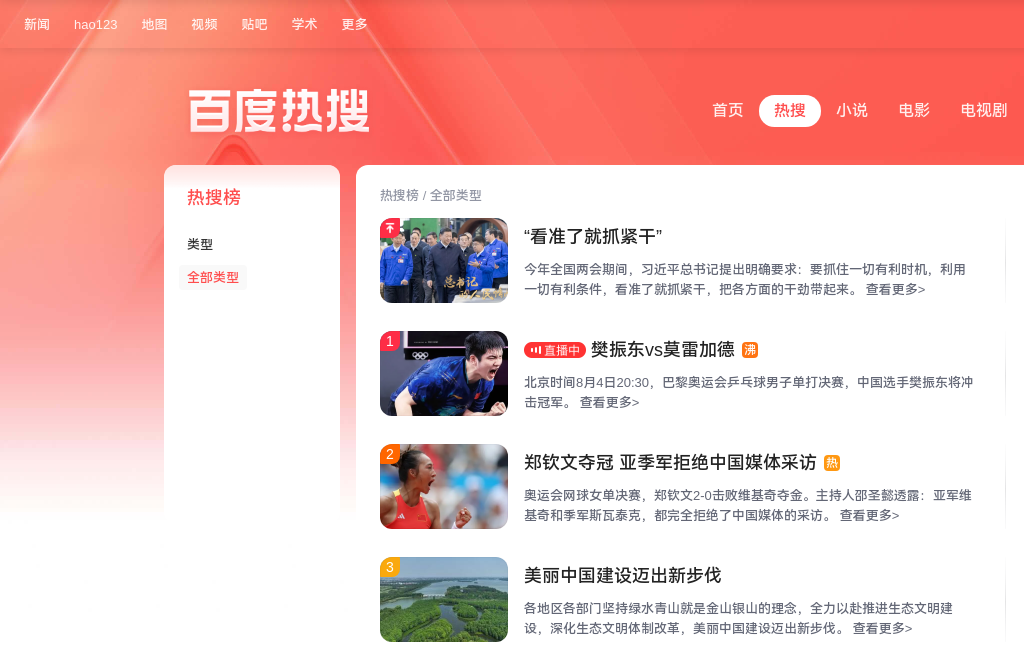 新闻 hao123 地图 视频 贴吧 学术 更多
百度热搜
首页 热搜 小说 电影 电视剧
热搜榜
类型
全部类型
热搜榜 / 全部类型
“看准了就抓紧干”
今年全国两会期间，习近平总书记提出明确要求：要抓住一切有利时机，利用
一切有利条件，看准了就抓紧干，把各方面的干劲带起来。 查看更多>
总书记
1
直播中 樊振东vs莫雷加德 沸
北京时间8月4日20:30，巴黎奥运会乒乓球男子单打决赛，中国选手樊振东将冲
击冠军。 查看更多>
2
郑钦文夺冠 亚季军拒绝中国媒体采访 热
奥运会网球女单决赛，郑钦文2-0击败维基奇夺金。主持人邵圣懿透露：亚军维
基奇和季军斯瓦泰克，都完全拒绝了中国媒体的采访。 查看更多>
3
美丽中国建设迈出新步伐
各地区各部门坚持绿水青山就是金山银山的理念，全力以赴推进生态文明建
设，深化生态文明体制改革，美丽中国建设迈出新步伐。 查看更多>